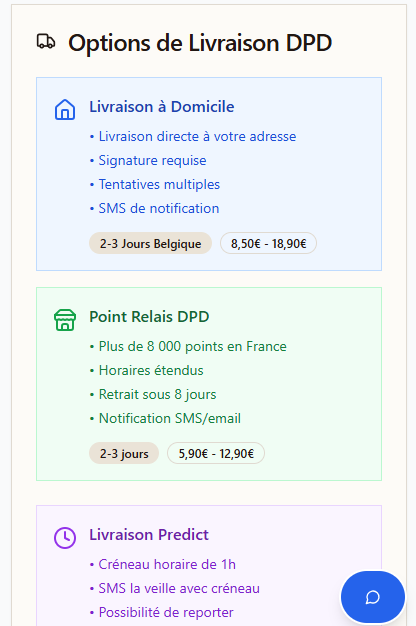 Options de Livraison DPD
Livraison à Domicile
• Livraison directe à votre adresse
• Signature requise
• Tentatives multiples
• SMS de notification
2-3 Jours Belgique 8,50€ - 18,90€
Point Relais DPD
• Plus de 8 000 points en France
• Horaires étendus
• Retrait sous 8 jours
• Notification SMS/email
2-3 jours 5,90€ - 12,90€
Livraison Predict
• Créneau horaire de 1h
• SMS la veille avec créneau
• Possibilité de reporter